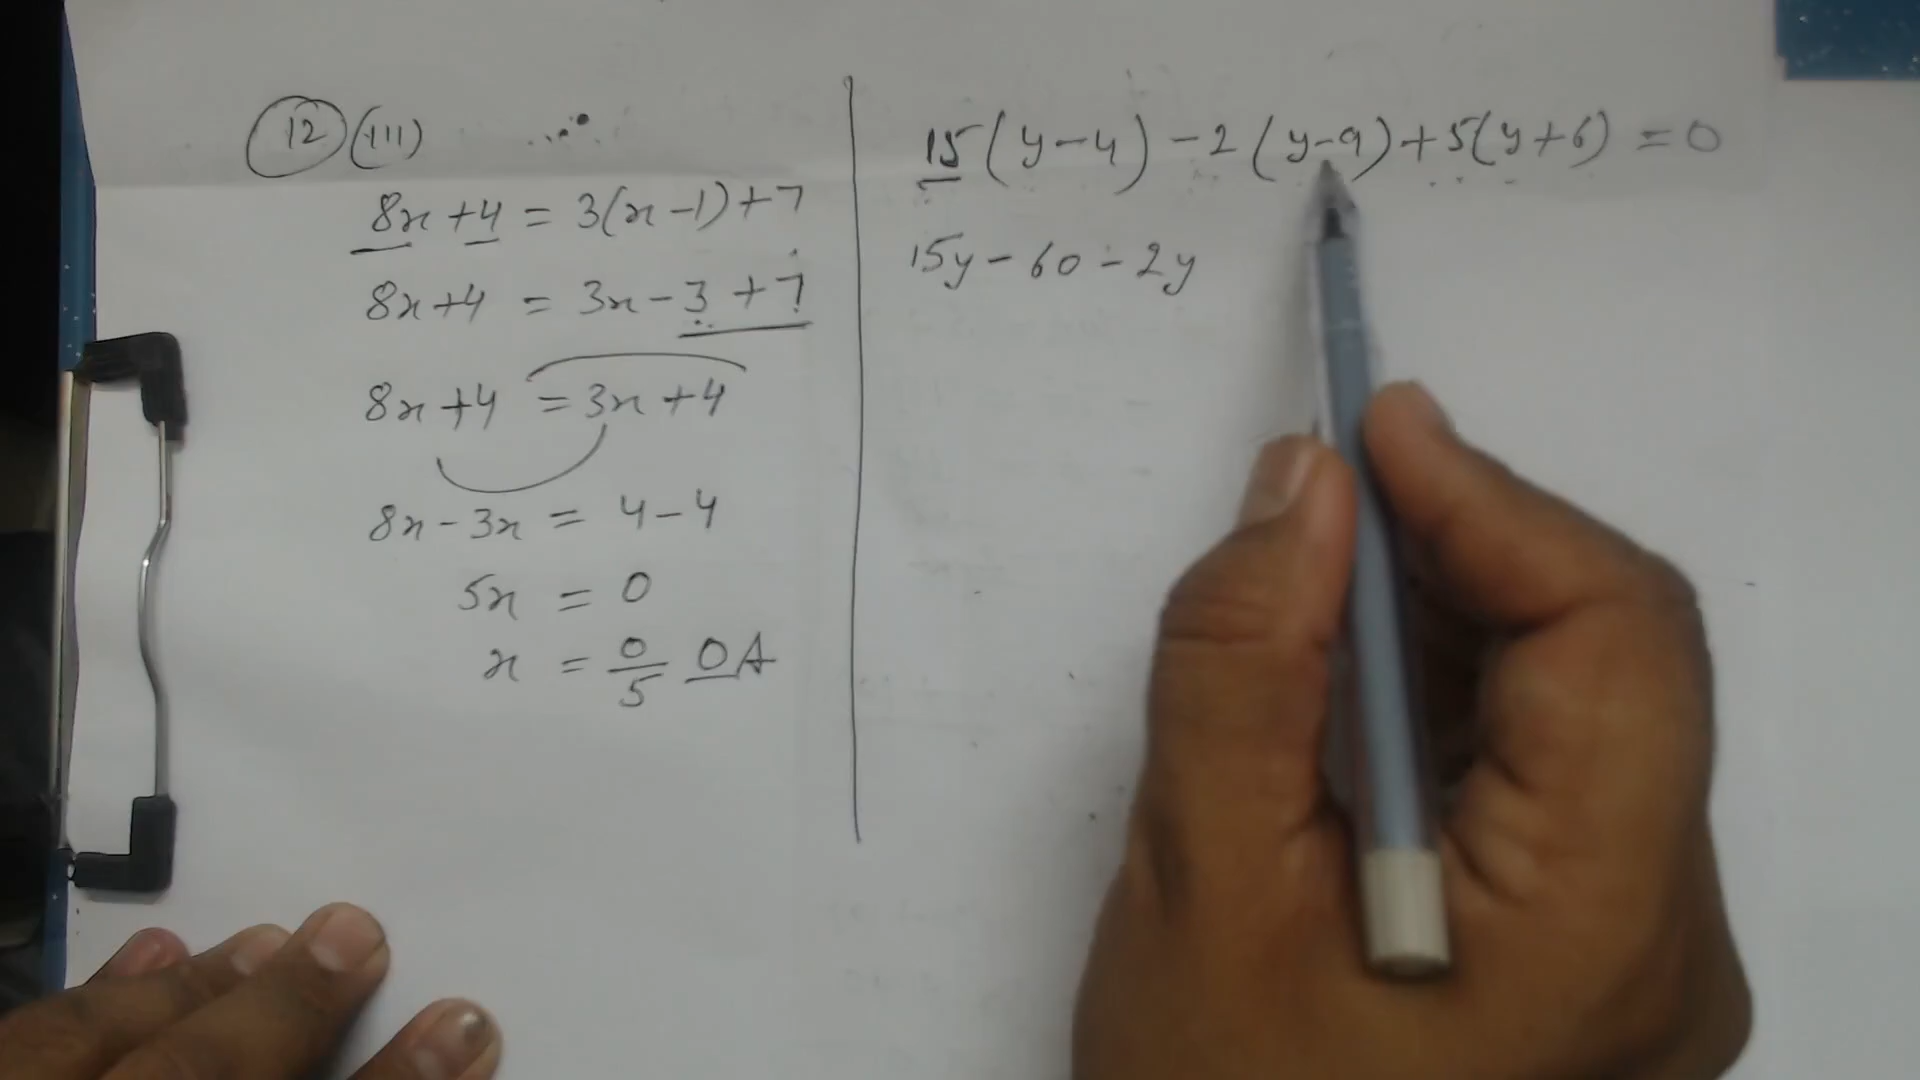 12 (iii)
8x + 4 = 3(x - 1) + 7
8x + 4 = 3x - 3 + 7
8x + 4 = 3x + 4
8x - 3x = 4 - 4
5x = 0
x = 0/5 0 A
15(y - 4) - 2(y - 9) + 5(y + 6) = 0
15y - 60 - 2y